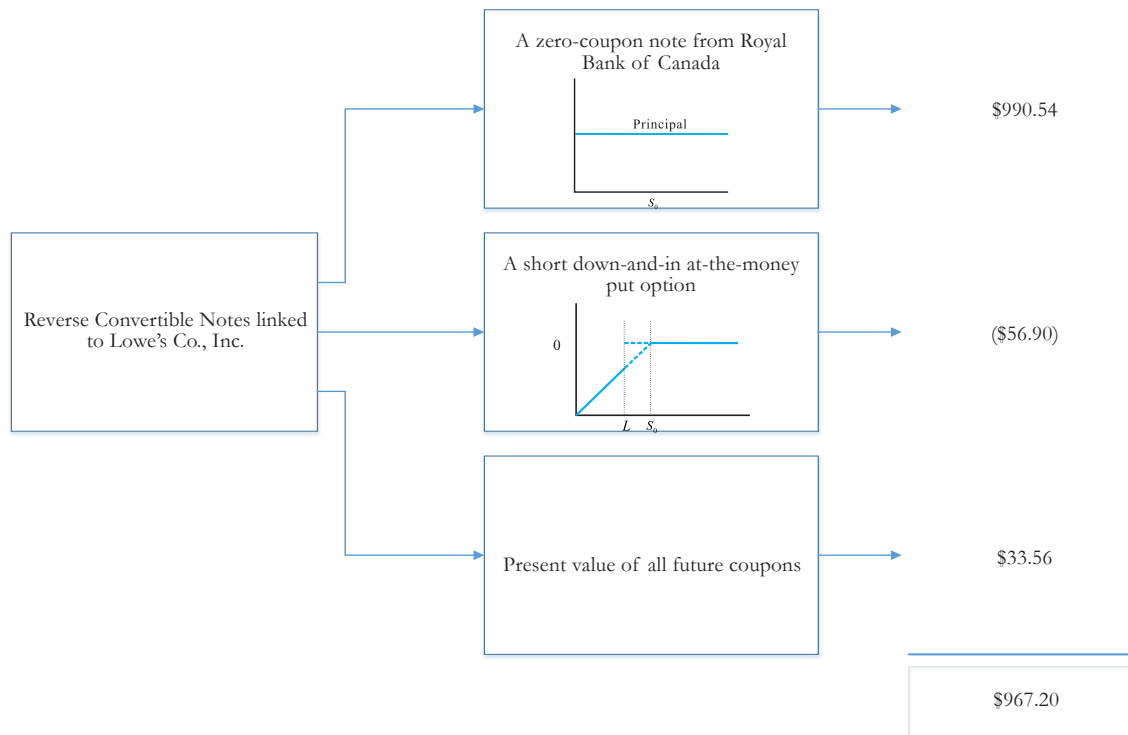 A zero-coupon note from Royal
Bank of Canada
Principal
S₀
$990.54
Reverse Convertible Notes linked
to Lowe's Co., Inc.
A short down-and-in at-the-money
put option
0
L S₀
($56.90)
Present value of all future coupons
$33.56
$967.20